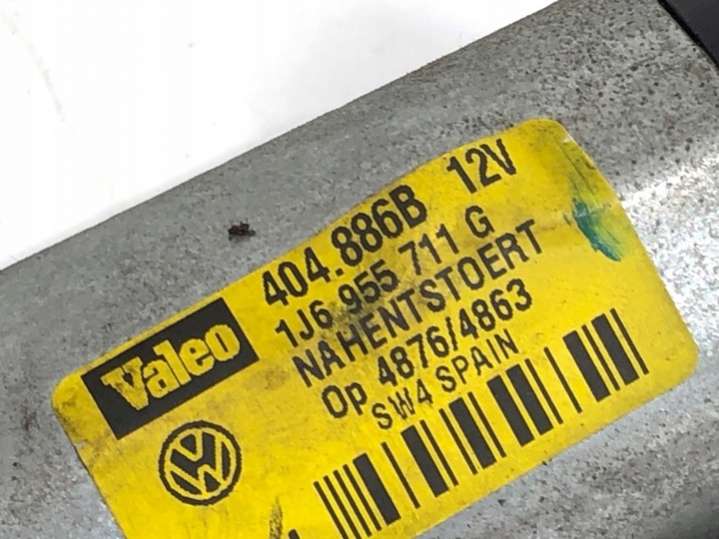 Valeo
404.886B 12V
1J6 955 711 G
NAHENTSTOERT
Op 4876/4863
SW4 SPAIN